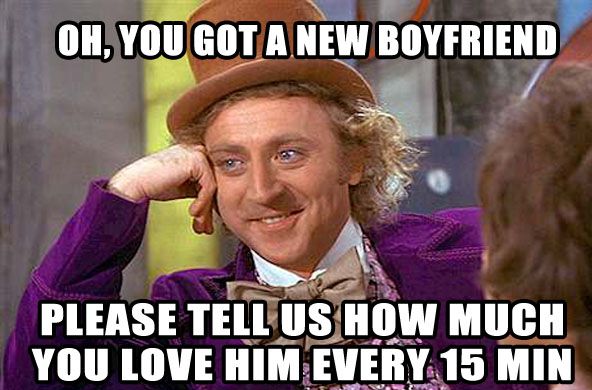 OH, YOU GOT A NEW BOYFRIEND
PLEASE TELL US HOW MUCH
YOU LOVE HIM EVERY 15 MIN